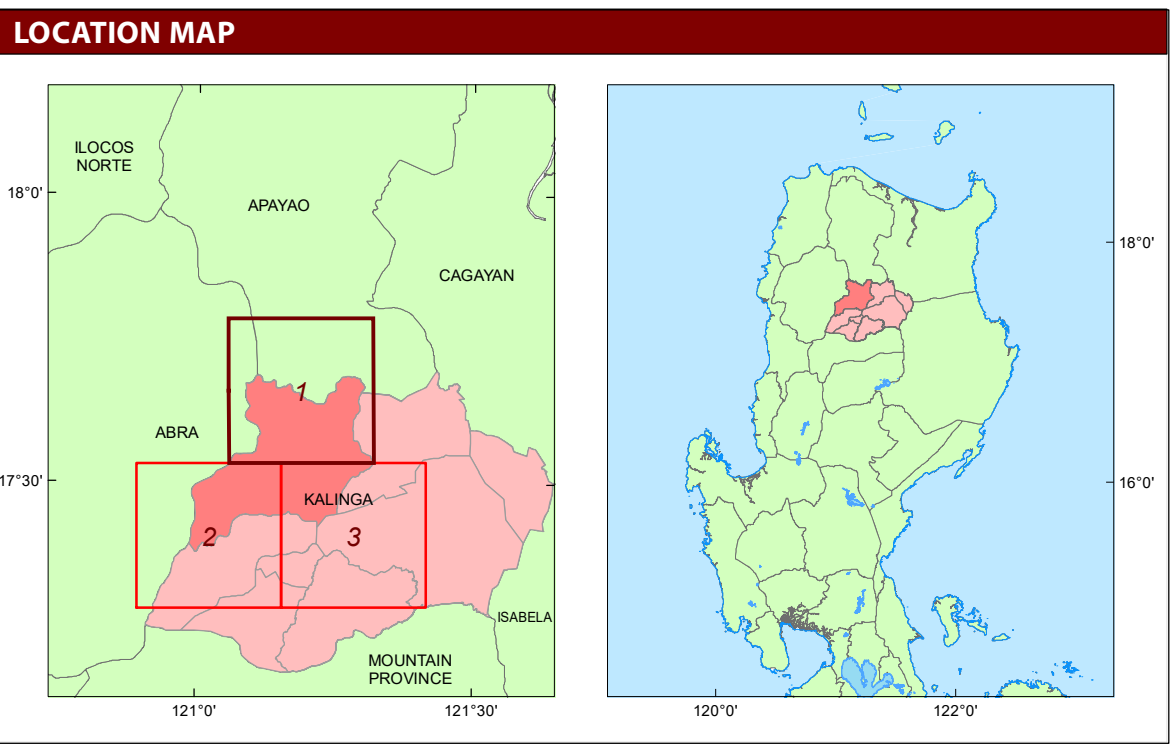 LOCATION MAP
ILOCOS
NORTE
18°0'
APAYAO
CAGAYAN
1
ABRA
17°30'
KALINGA
2
3
ISABELA
MOUNTAIN
PROVINCE
121°0'
121°30'
18°0'
16°0'
120°0'
122°0'